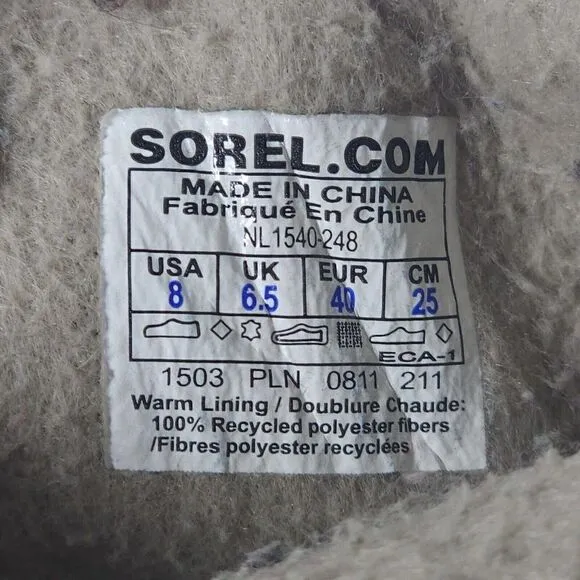 SOREL.COM
MADE IN CHINA
Fabriqué En Chine
NL1540-248
USA UK EUR CM
8 6.5 40 25
ECA-1
1503 PLN 0811 211
Warm Lining / Doublure Chaude:
100% Recycled polyester fibers
/Fibres polyester recyclées